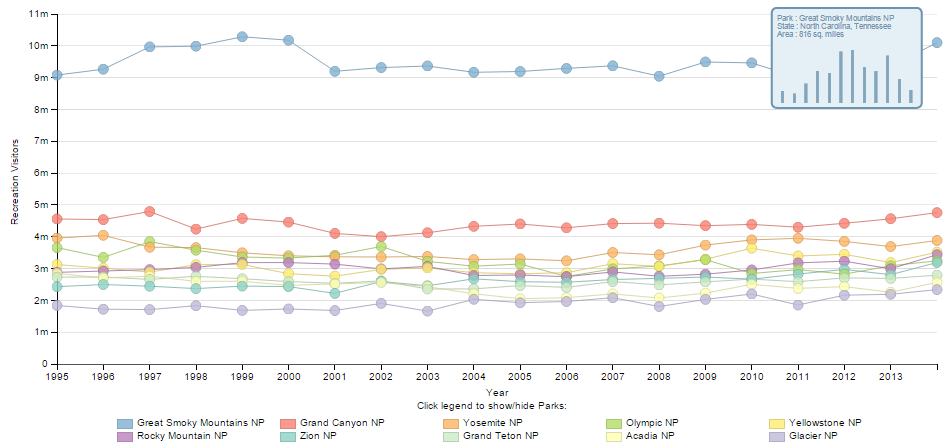 11m
10m
9m
8m
7m
6m
5m
4m
3m
2m
1m
0
Recreation Visitors
Park : Great Smoky Mountains NP
State : North Carolina, Tennessee
Area : 816 sq. miles
1995 1996 1997 1998 1999 2000 2001 2002 2003 2004 2005 2006 2007 2008 2009 2010 2011 2012 2013
Year
Click legend to show/hide Parks:
Great Smoky Mountains NP Grand Canyon NP Yosemite NP Olympic NP Yellowstone NP
Rocky Mountain NP Zion NP Grand Teton NP Acadia NP Glacier NP